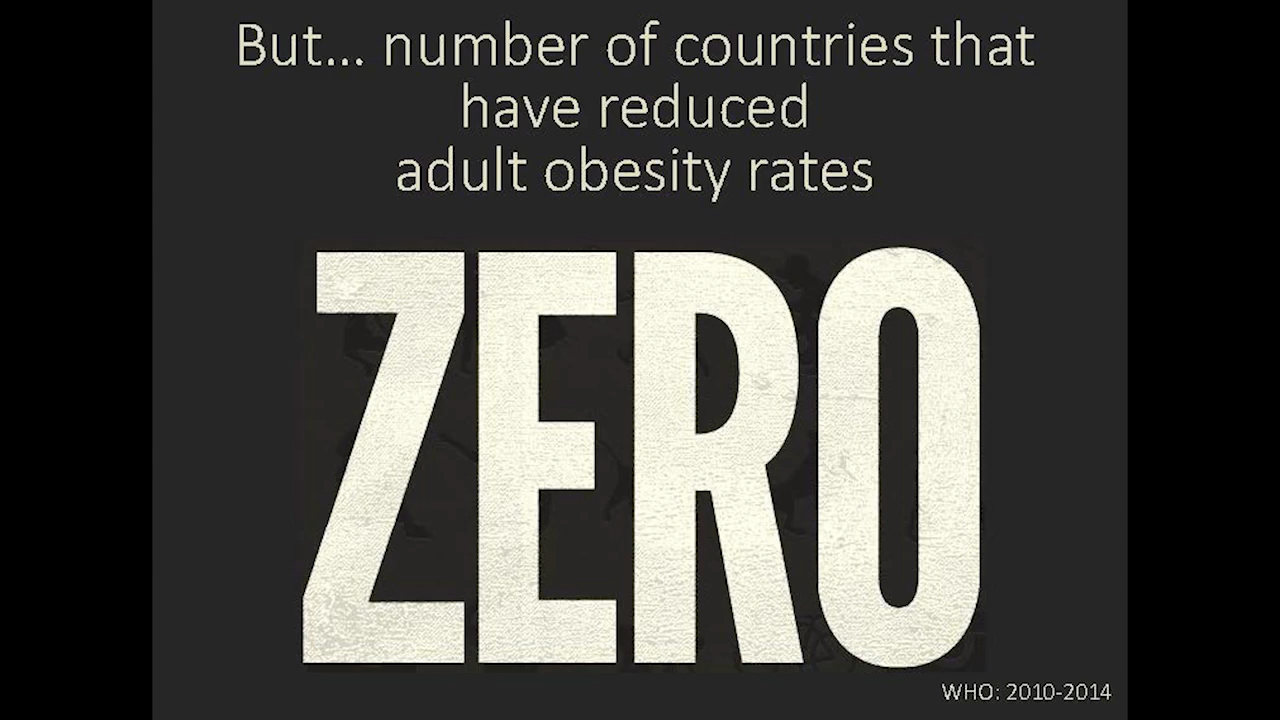 But... number of countries that
have reduced
adult obesity rates
ZERO
WHO: 2010-2014